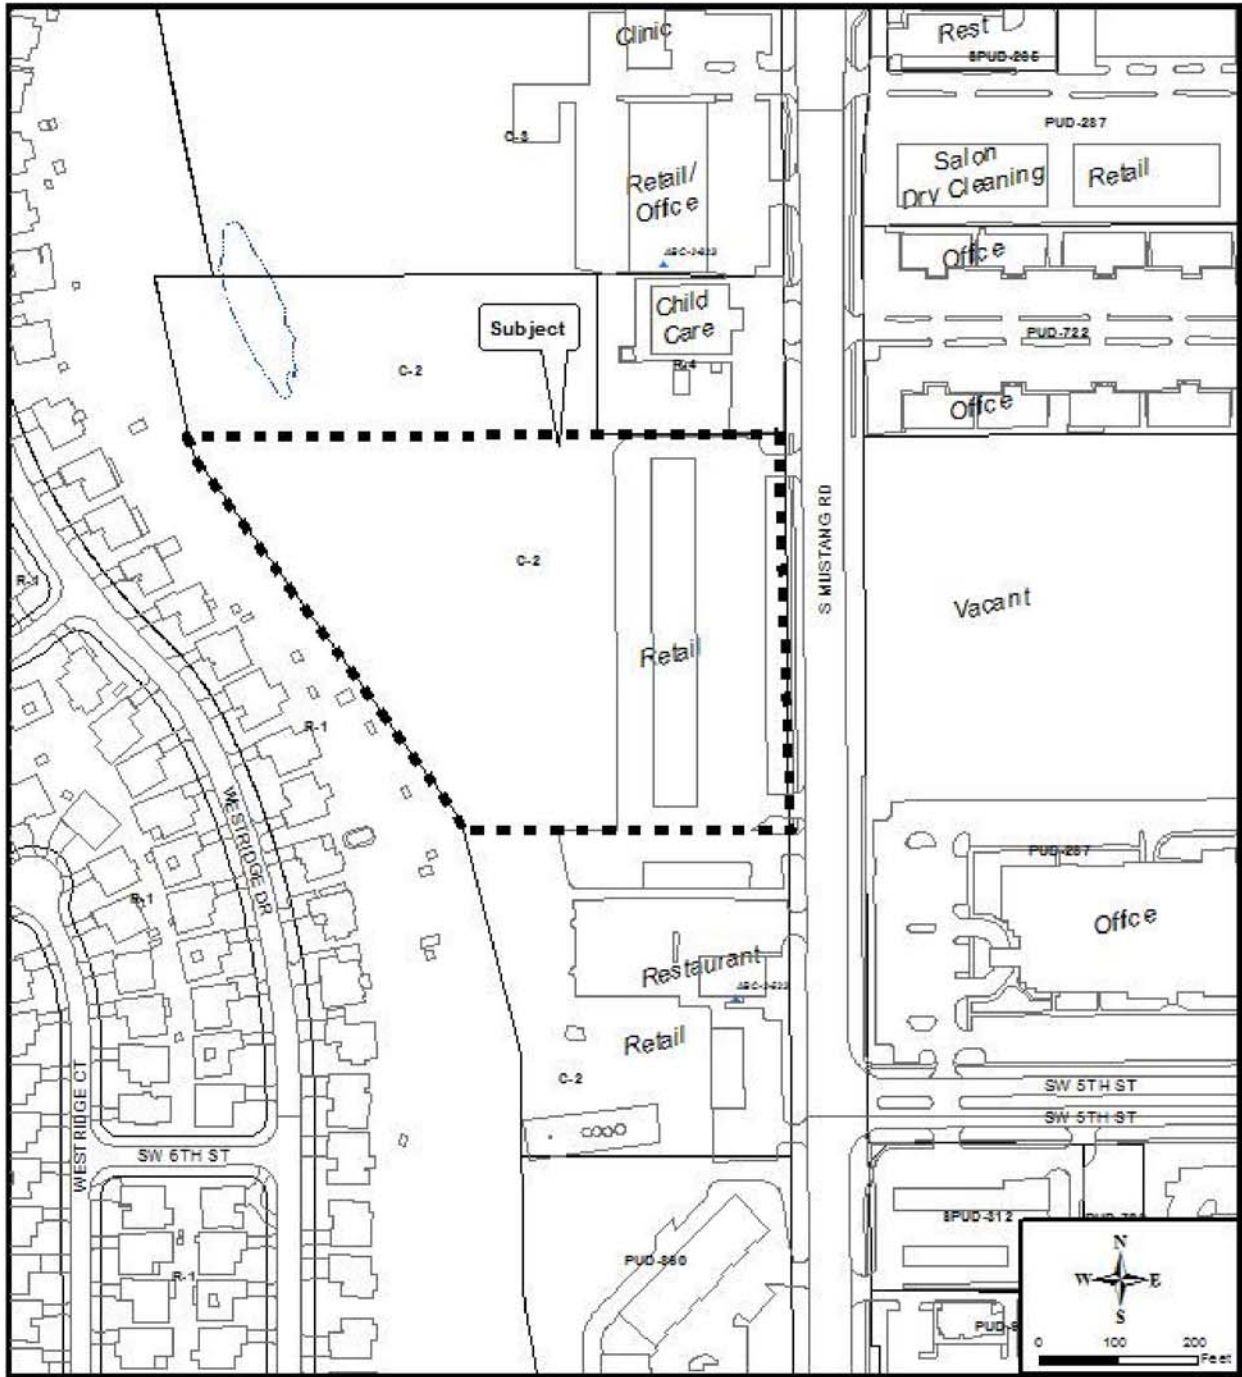 Clinic
Rest
SPUD-265
PUD-287
C-3
Salon
Dry Cleaning
Retail
Retail/
Office
Office
Child
Care
Subject
C-2
R-4
PUD-722
Office
S MUSTANG RD
C-2
Vacant
R-1
Retail
R-1
WESTRIDGE DR
PUD-287
R-1
Office
Restaurant
Retail
C-2
WESTRIDGE CT
SW 5TH ST
SW 5TH ST
SW 6TH ST
SPUD-812
PUD-860
R-1
N
W E
S
0 100 200
Feet